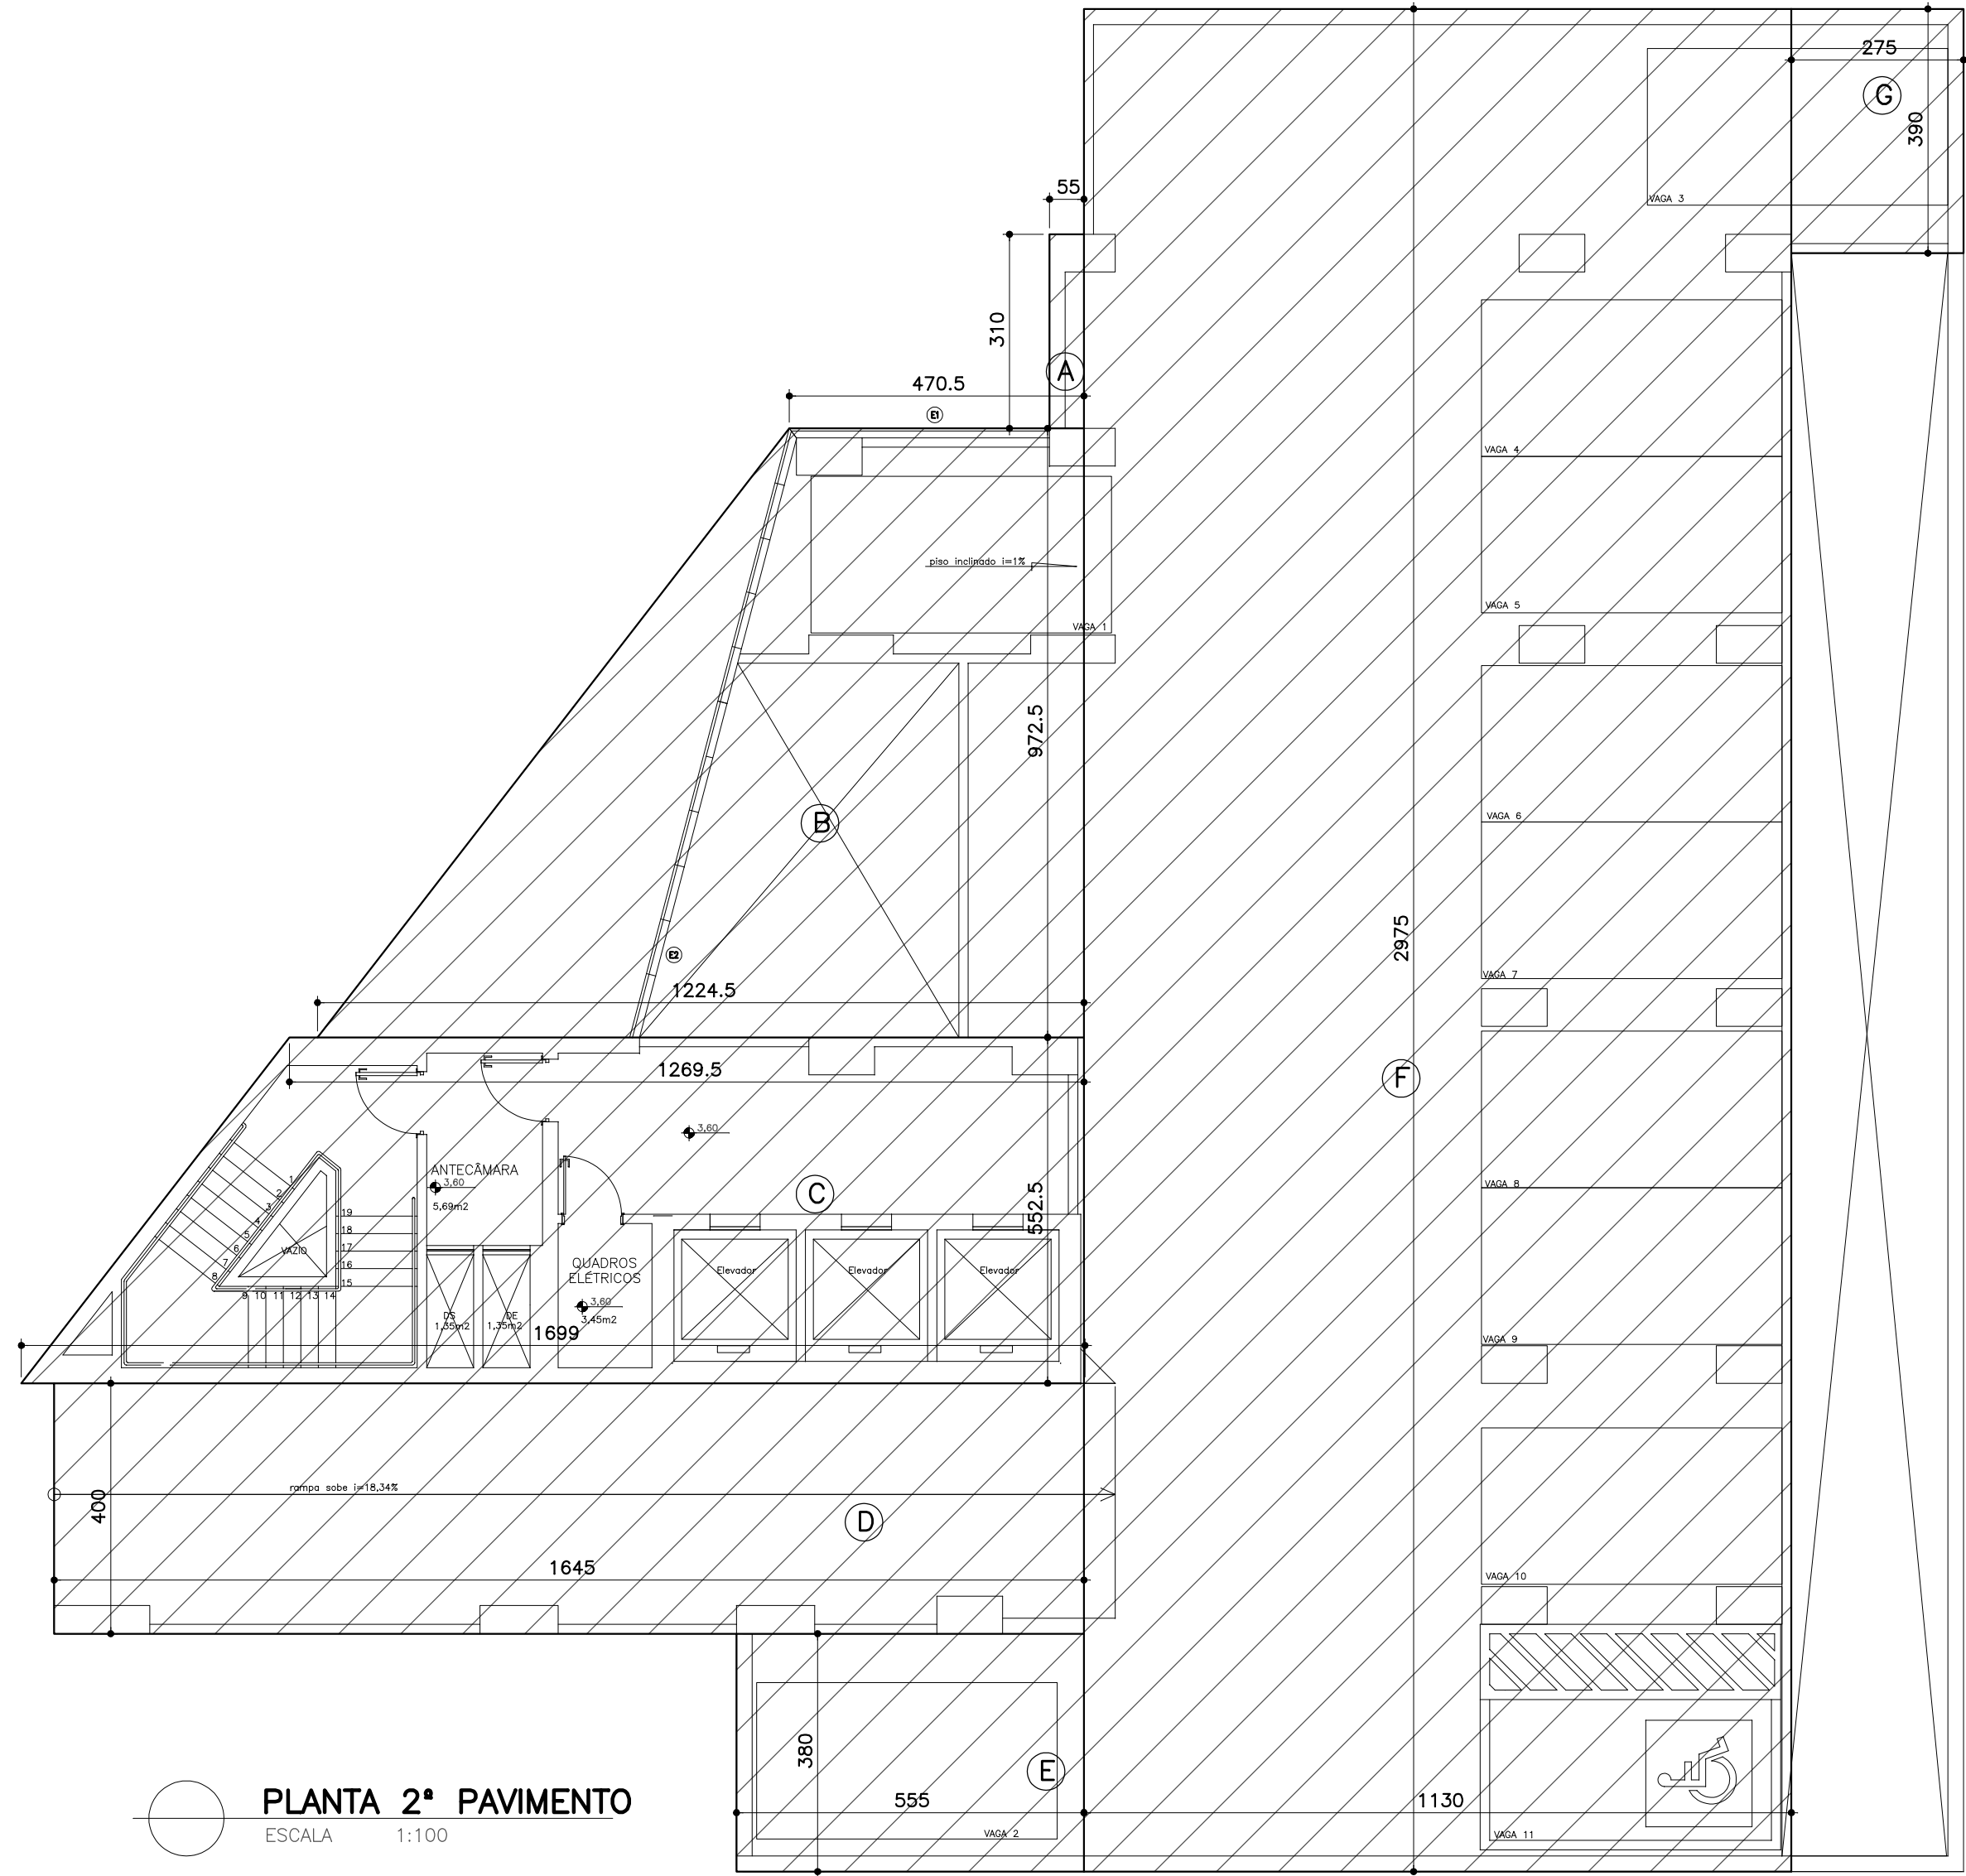 275
G
390
VAGA 3
55
310
A
470.5
E1
VAGA 4
piso inclinado i=1%
VAGA 5
VAGA 1
972.5
B
VAGA 6
2975
E2
VAGA 7
1224.5
1269.5
F
3,60
ANTECÂMARA
3,60
5,69m2
C
552.5
VAGA 8
1
2
3
4
5
6
7
8
9 10 11 12 13 14
15
16
17
18
19
VAZIO
QUADROS
ELÉTRICOS
3,60
3,45m2
Elevador
Elevador
Elevador
DS
1,35m2
DE
1,35m2
1699
VAGA 9
rampa sobe i=18,34%
400
D
1645
VAGA 10
380
E
555
1130
VAGA 2
VAGA 11
PLANTA 2ª PAVIMENTO
ESCALA 1:100